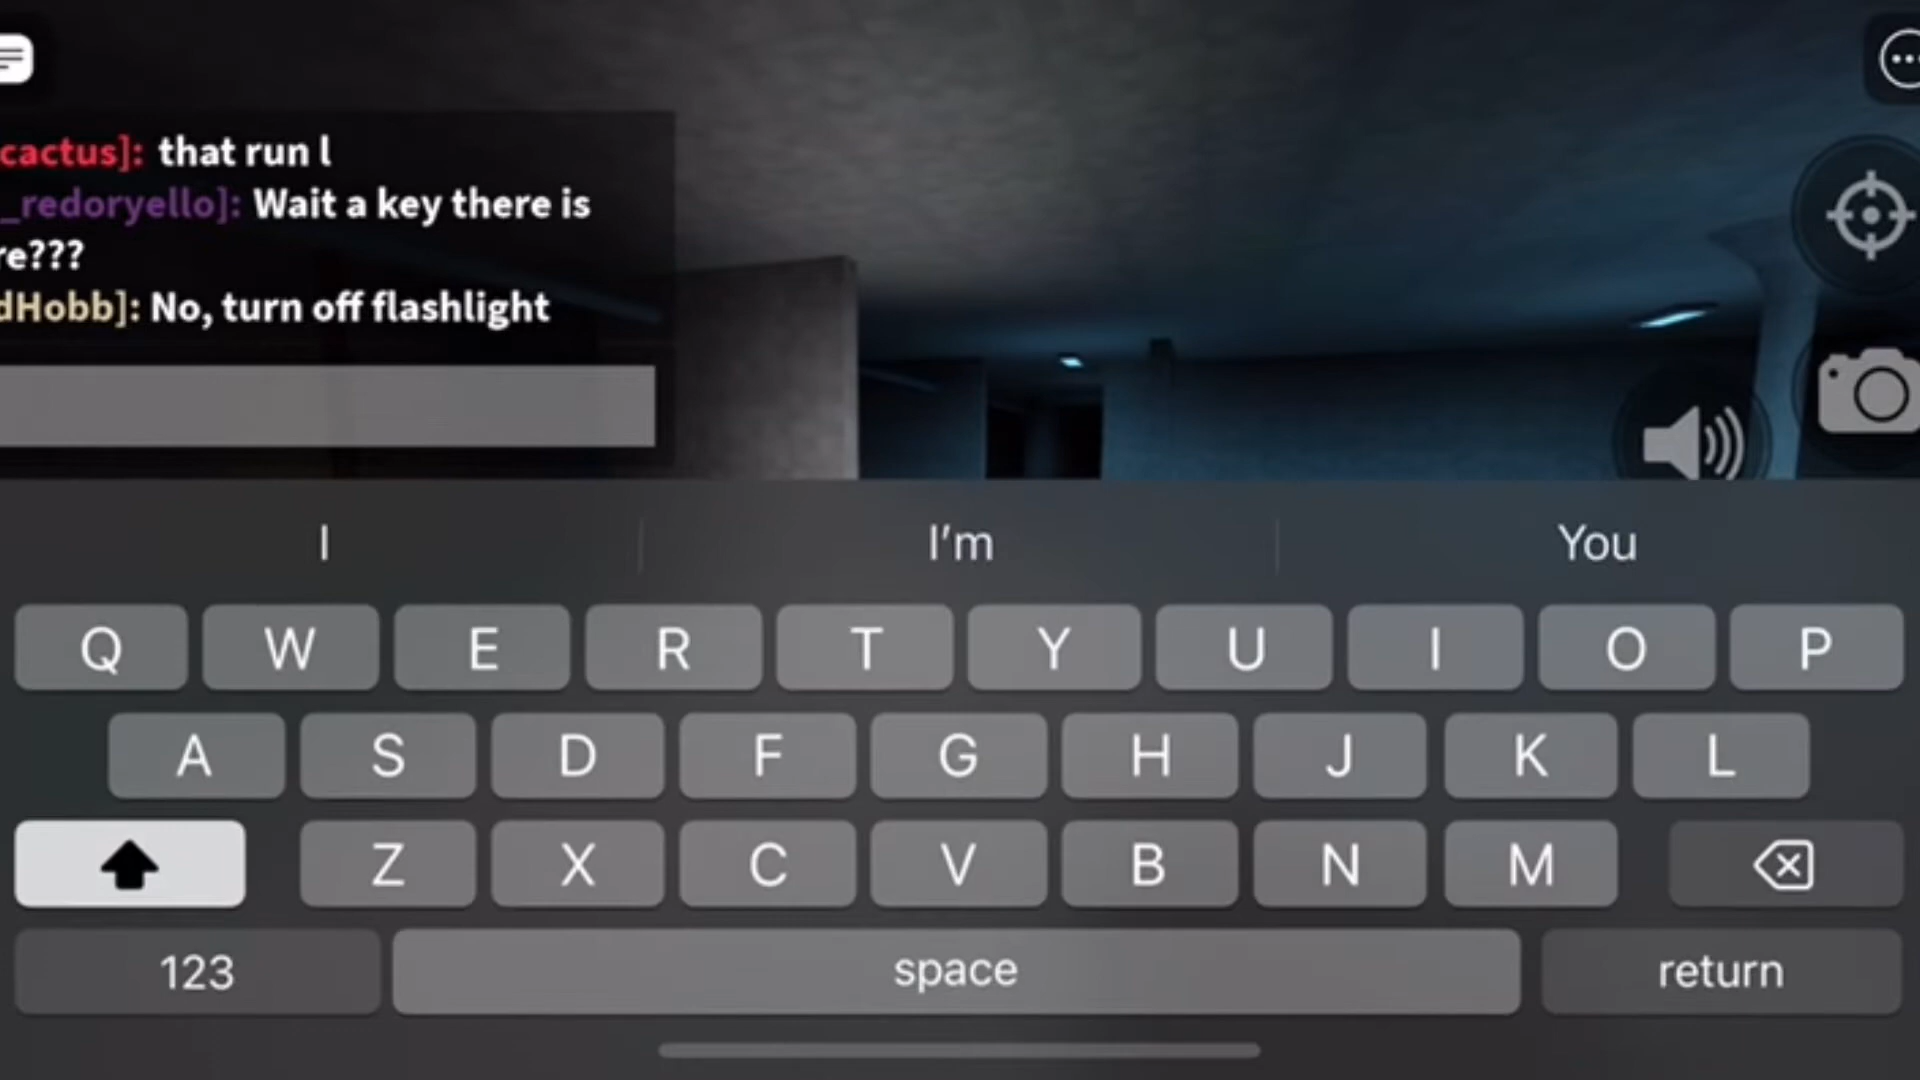 cactus]: that run l
_redoryello]: Wait a key there is
re???
dHobb]: No, turn off flashlight
I
I'm
You
Q W E R T Y U I O P
A S D F G H J K L
Z X C V B N M
123
space
return